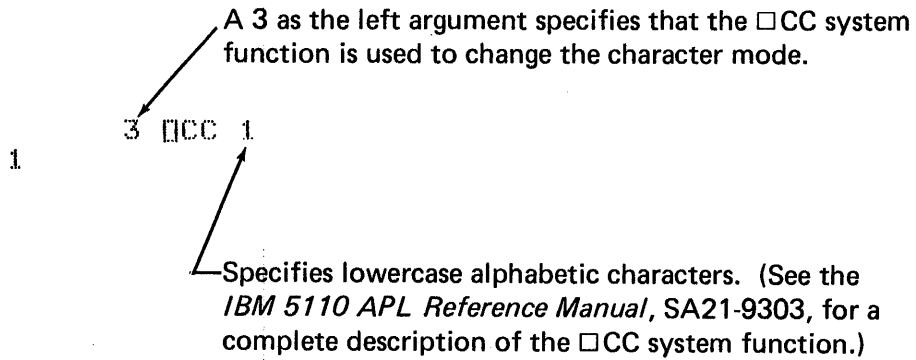 A 3 as the left argument specifies that the ⎕CC system
function is used to change the character mode.
3 ⎕CC 1
1
Specifies lowercase alphabetic characters. (See the
IBM 5110 APL Reference Manual, SA21-9303, for a
complete description of the ⎕CC system function.)